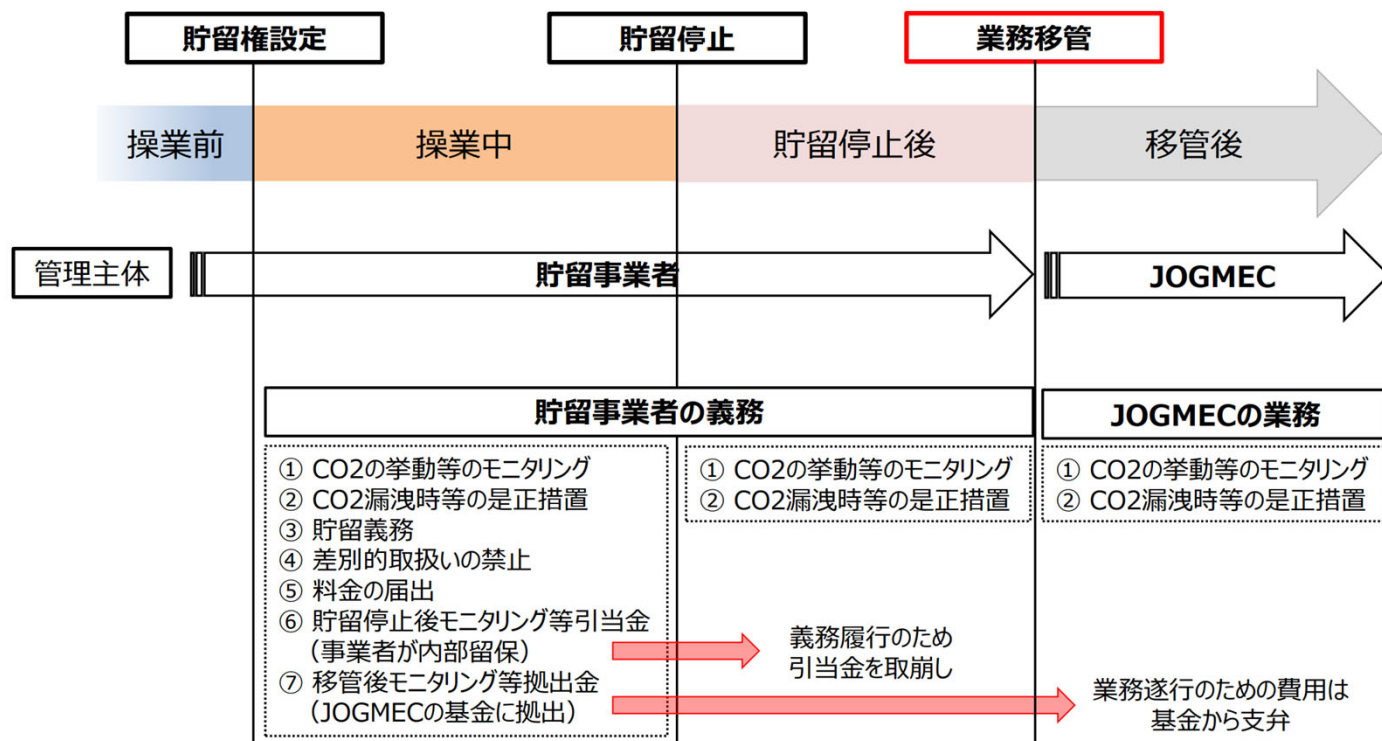 貯留権設定
貯留停止
業務移管
操業前
操業中
貯留停止後
移管後
管理主体
貯留事業者
JOGMEC
貯留事業者の義務
JOGMECの業務
① CO2の挙動等のモニタリング
② CO2漏洩時等の是正措置
③ 貯留義務
④ 差別的取扱いの禁止
⑤ 料金の届出
⑥ 貯留停止後モニタリング等引当金
（事業者が内部留保）
⑦ 移管後モニタリング等拠出金
（JOGMECの基金に拠出）
① CO2の挙動等のモニタリング
② CO2漏洩時等の是正措置
① CO2の挙動等のモニタリング
② CO2漏洩時等の是正措置
義務履行のため
引当金を取崩し
業務遂行のための費用は
基金から支弁